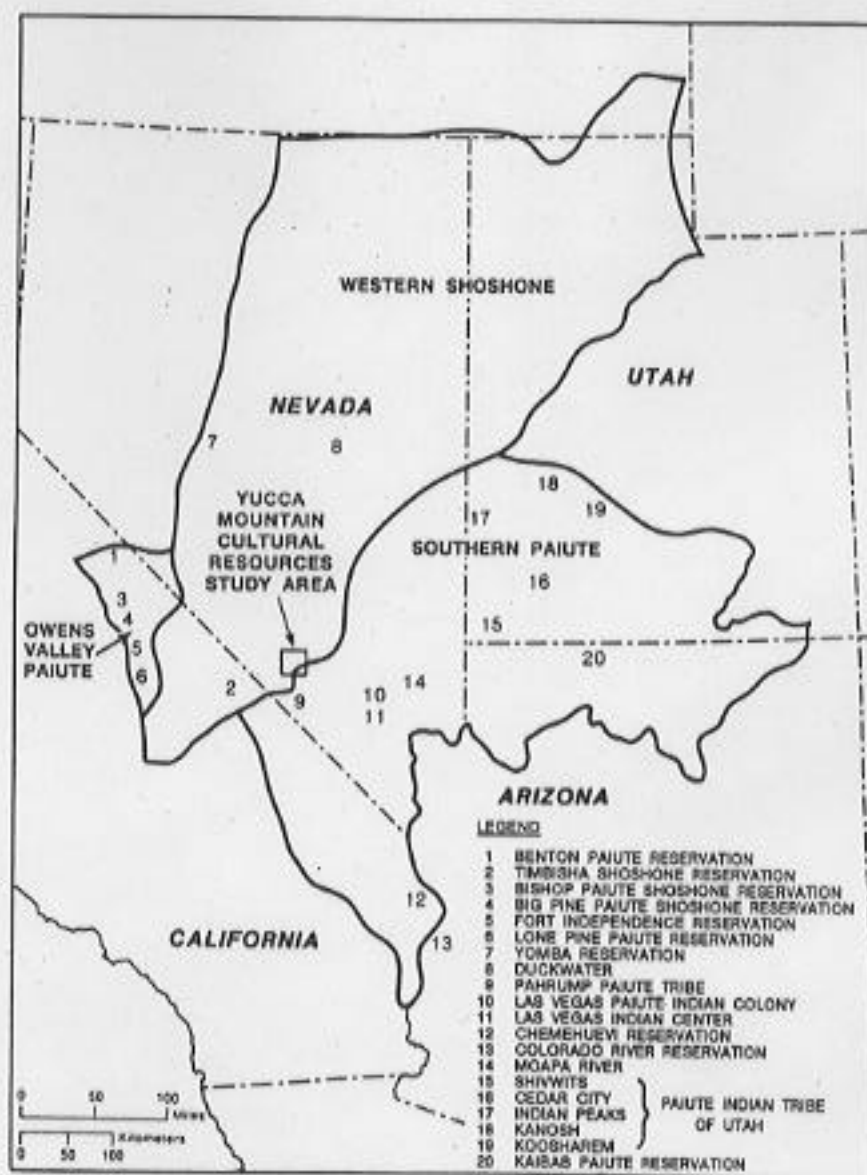 WESTERN SHOSHONE
UTAH
NEVADA
7
8
YUCCA
MOUNTAIN
CULTURAL
RESOURCES
STUDY AREA
18
19
17
SOUTHERN PAIUTE
16
15
20
1
3
4
OWENS
VALLEY
PAIUTE
5
6
2
9
10
14
11
ARIZONA
12
13
CALIFORNIA
LEGEND
1 BENTON PAIUTE RESERVATION
2 TIMBISHA SHOSHONE RESERVATION
3 BISHOP PAIUTE SHOSHONE RESERVATION
4 BIG PINE PAIUTE SHOSHONE RESERVATION
5 FORT INDEPENDENCE RESERVATION
6 LONE PINE PAIUTE RESERVATION
7 YOMBA RESERVATION
8 DUCKWATER
9 PAHRUMP PAIUTE TRIBE
10 LAS VEGAS PAIUTE INDIAN COLONY
11 LAS VEGAS INDIAN CENTER
12 CHEMEHUEVI RESERVATION
13 COLORADO RIVER RESERVATION
14 MOAPA RIVER
15 SHIVWITS
16 CEDAR CITY
17 INDIAN PEAKS
18 KANOSH
19 KOOSHAREM
PAIUTE INDIAN TRIBE
OF UTAH
20 KAIBAB PAIUTE RESERVATION
0 50 100
Miles
Kilometers
0 50 100